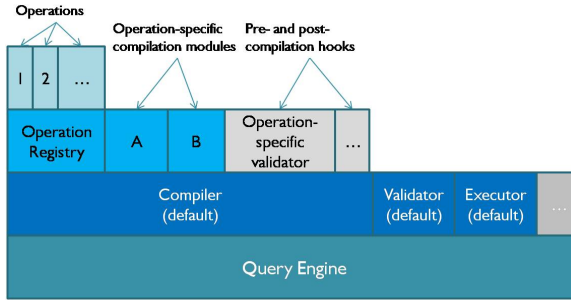 Operations
Operation-specific
compilation modules
Pre- and post-
compilation hooks
1 2 ...
Operation
Registry
A
B
Operation-
specific
validator
...
Compiler
(default)
Validator
(default)
Executor
(default)
...
Query Engine